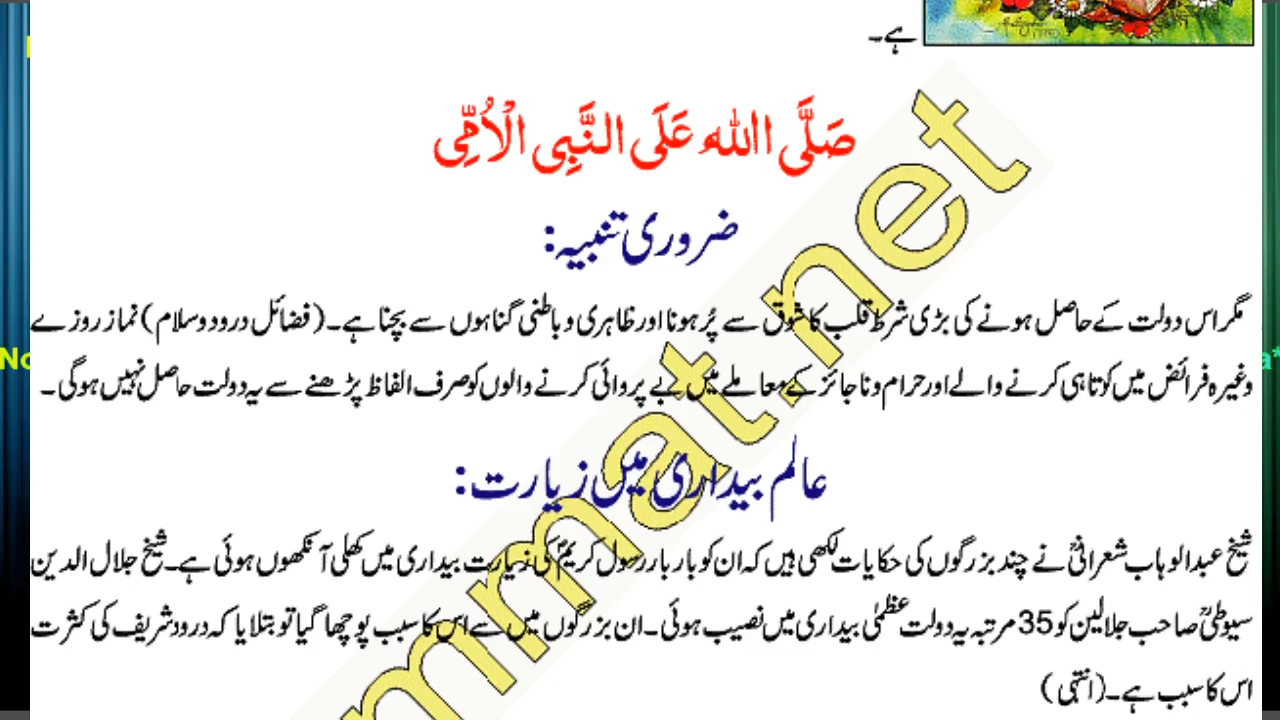 ہے۔
صَلَّی اللہ عَلَی النَّبِی الْاُمِّی
ضروری تنبیہ:
مگر اس دولت کے حاصل ہونے کی بڑی شرط قلب کا شوق سے پُر ہونا اور ظاہری و باطنی گناہوں سے بچنا ہے۔ (فضائل درود وسلام) نماز روزے
وغیرہ فرائض میں کوتاہی کرنے والے اور حرام و ناجائز کے معاملے میں بے پروائی کرنے والوں کو صرف الفاظ پڑھنے سے یہ دولت حاصل نہیں ہوگی۔
عالم بیداری میں زیارت:
شیخ عبدالوہاب شعرانیؒ نے چند بزرگوں کی حکایات لکھی ہیں کہ ان کو بار بار رسول کریمؐ کی زیارت بیداری میں کھلی آنکھوں ہوئی ہے۔ شیخ جلال الدین
سیوطیؒ صاحب جلالین کو 35 مرتبہ یہ دولت عظمیٰ بیداری میں نصیب ہوئی۔ ان بزرگوں میں سے اس کا سبب پوچھا گیا تو بتلایا کہ درود شریف کی کثرت
اس کا سبب ہے۔ (انتہی)
mmat.net
No
a*